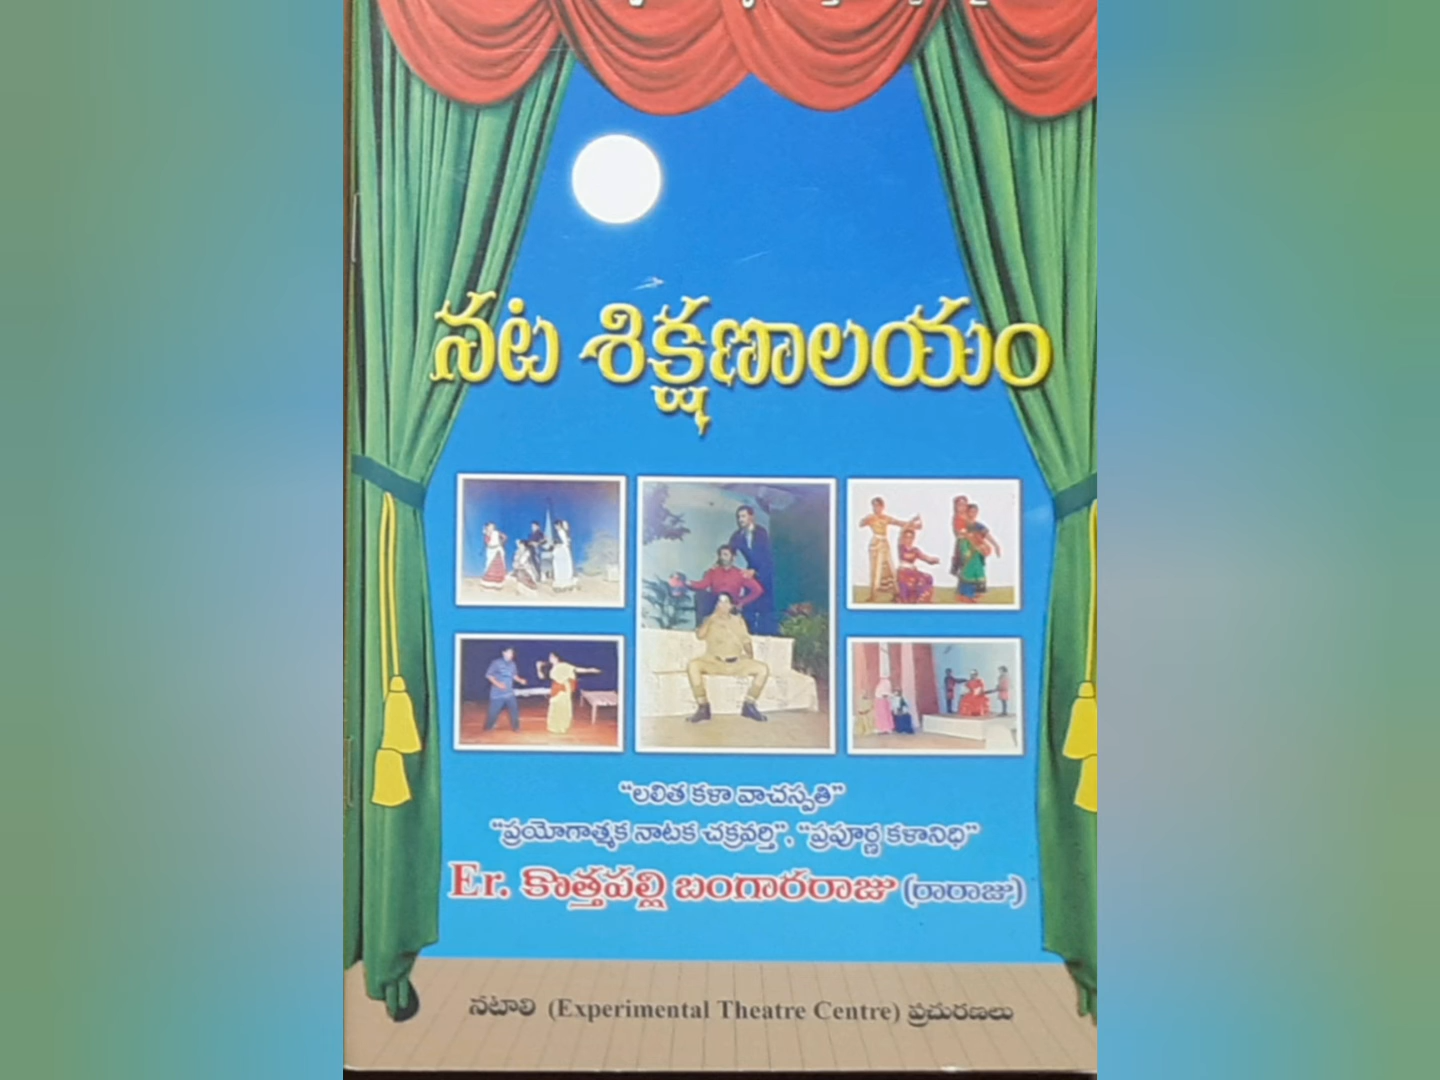 నట శిక్షణాలయం
"లలిత కళా వాచస్పతి"
"ప్రయోగాత్మక నాటక చక్రవర్తి", "ప్రపూర్ణ కళానిధి"
Er. కొత్తపల్లి బంగారరాజు (రారాజు)
నటాలి (Experimental Theatre Centre) ప్రచురణలు